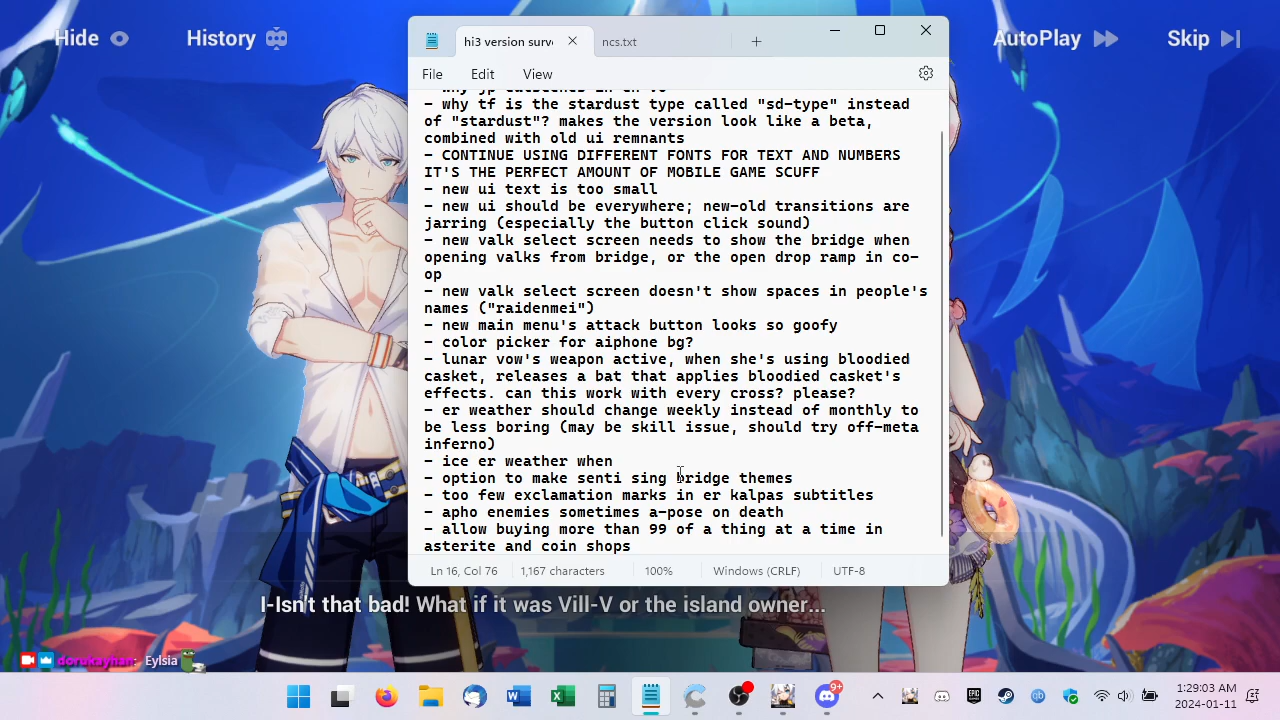 Hide
History
AutoPlay
Skip
hi3 version surv
ncs.txt
File
Edit
View
- why jp cutscenes in en vo
- why tf is the stardust type called "sd-type" instead
of "stardust"? makes the version look like a beta,
combined with old ui remnants
- CONTINUE USING DIFFERENT FONTS FOR TEXT AND NUMBERS
IT'S THE PERFECT AMOUNT OF MOBILE GAME SCUFF
- new ui text is too small
- new ui should be everywhere; new-old transitions are
jarring (especially the button click sound)
- new valk select screen needs to show the bridge when
opening valks from bridge, or the open drop ramp in co-
op
- new valk select screen doesn't show spaces in people's
names ("raidenmei")
- new main menu's attack button looks so goofy
- color picker for aiphone bg?
- lunar vow's weapon active, when she's using bloodied
casket, releases a bat that applies bloodied casket's
effects. can this work with every cross? please?
- er weather should change weekly instead of monthly to
be less boring (may be skill issue, should try off-meta
inferno)
- ice er weather when
- option to make senti sing bridge themes
- too few exclamation marks in er kalpas subtitles
- apho enemies sometimes a-pose on death
- allow buying more than 99 of a thing at a time in
asterite and coin shops
Ln 16, Col 76
1,167 characters
100%
Windows (CRLF)
UTF-8
I-Isn't that bad! What if it was Vill-V or the island owner...
dorukayhan: Eylsia
9+
1:29:03 AM
2024-01-11